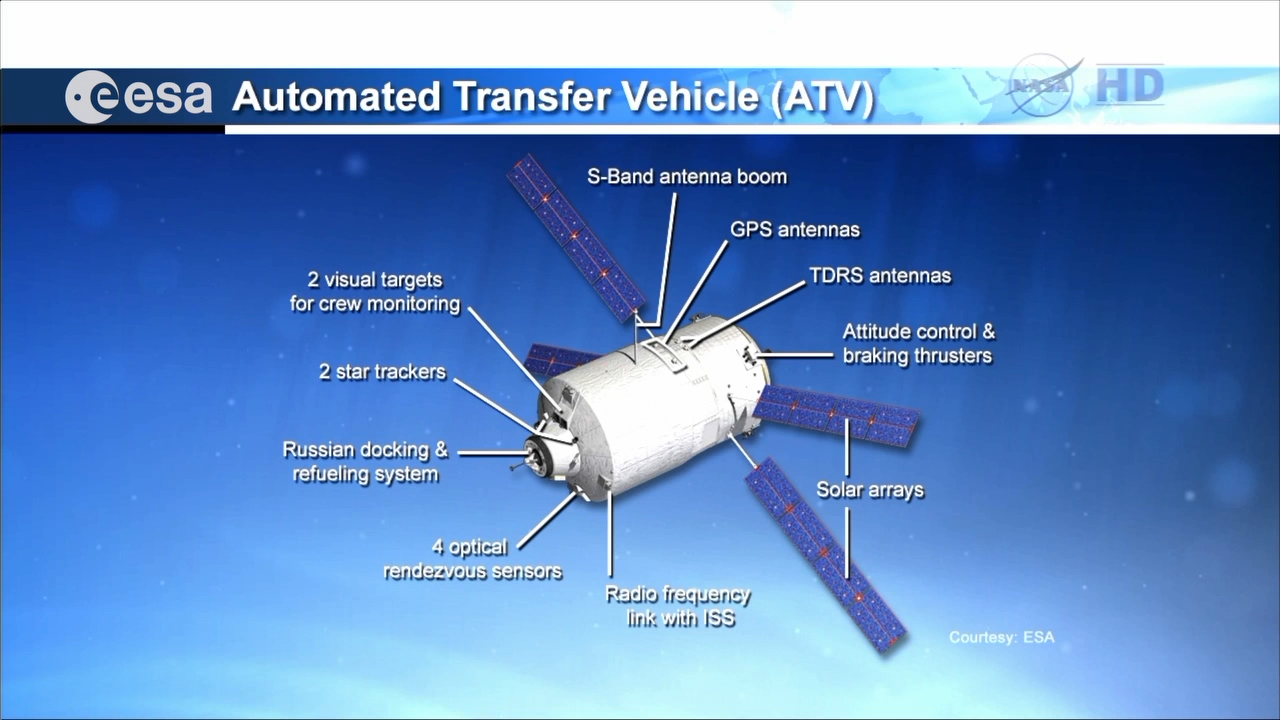 esa Automated Transfer Vehicle (ATV)
NASA HD
S-Band antenna boom
GPS antennas
TDRS antennas
2 visual targets
for crew monitoring
Attitude control &
braking thrusters
2 star trackers
Russian docking &
refueling system
Solar arrays
4 optical
rendezvous sensors
Radio frequency
link with ISS
Courtesy: ESA